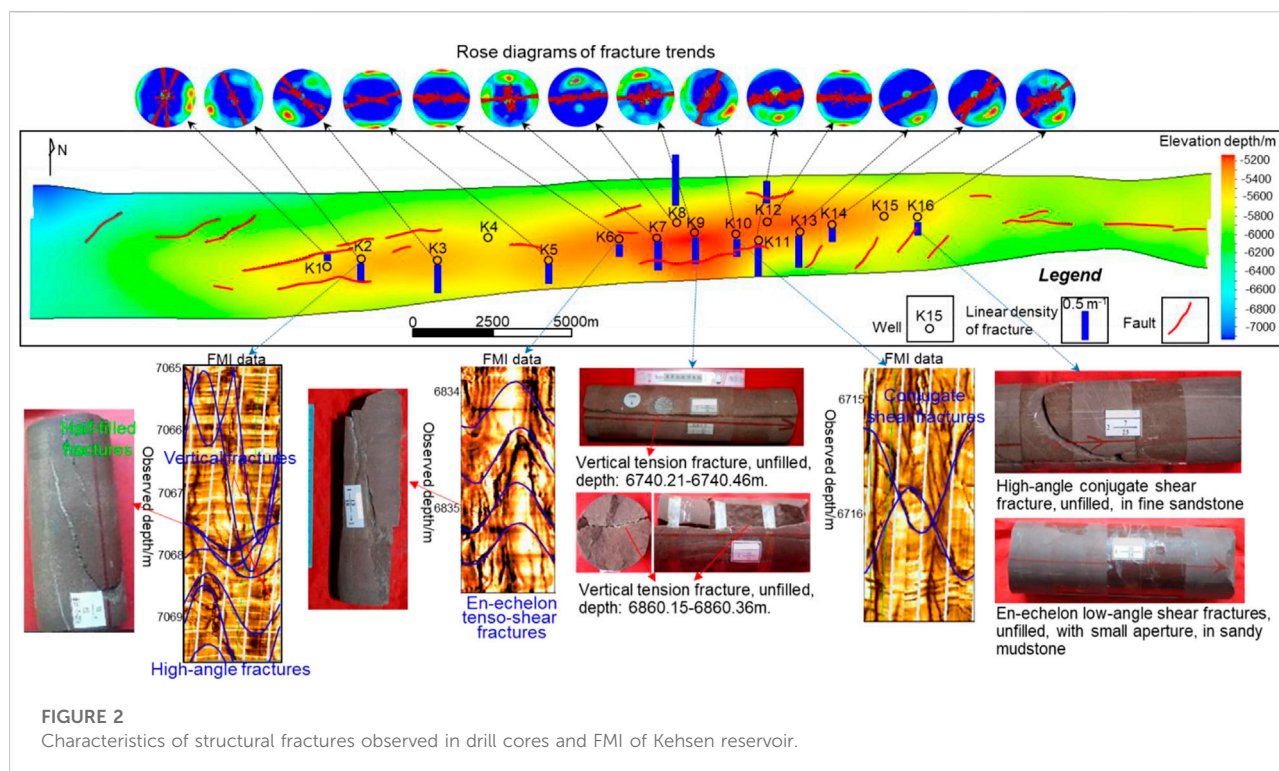 Rose diagrams of fracture trends
N
Elevation depth/m
-5200
-5400
-5600
-5800
-6000
-6200
-6400
-6600
-6800
-7000
K1
K2
K3
K4
K5
K6
K7
K8
K9
K10
K11
K12
K13
K14
K15
K16
0 2500 5000m
Legend
Well
K15
Linear density
of fracture
0.5 m⁻¹
Fault
FMI data
7065
7066
7067
7068
7069
Observed depth/m
Half-filled
fractures
Vertical fractures
High-angle fractures
FMI data
6834
6835
Observed depth/m
En-echelon
tenso-shear
fractures
Vertical tension fracture, unfilled,
depth: 6740.21-6740.46m.
Vertical tension fracture, unfilled,
depth: 6860.15-6860.36m.
FMI data
6715
6716
Observed depth/m
Conjugate
shear fractures
High-angle conjugate shear
fracture, unfilled, in fine sandstone
En-echelon low-angle shear fractures,
unfilled, with small aperture, in sandy
mudstone
FIGURE 2
Characteristics of structural fractures observed in drill cores and FMI of Kehsen reservoir.